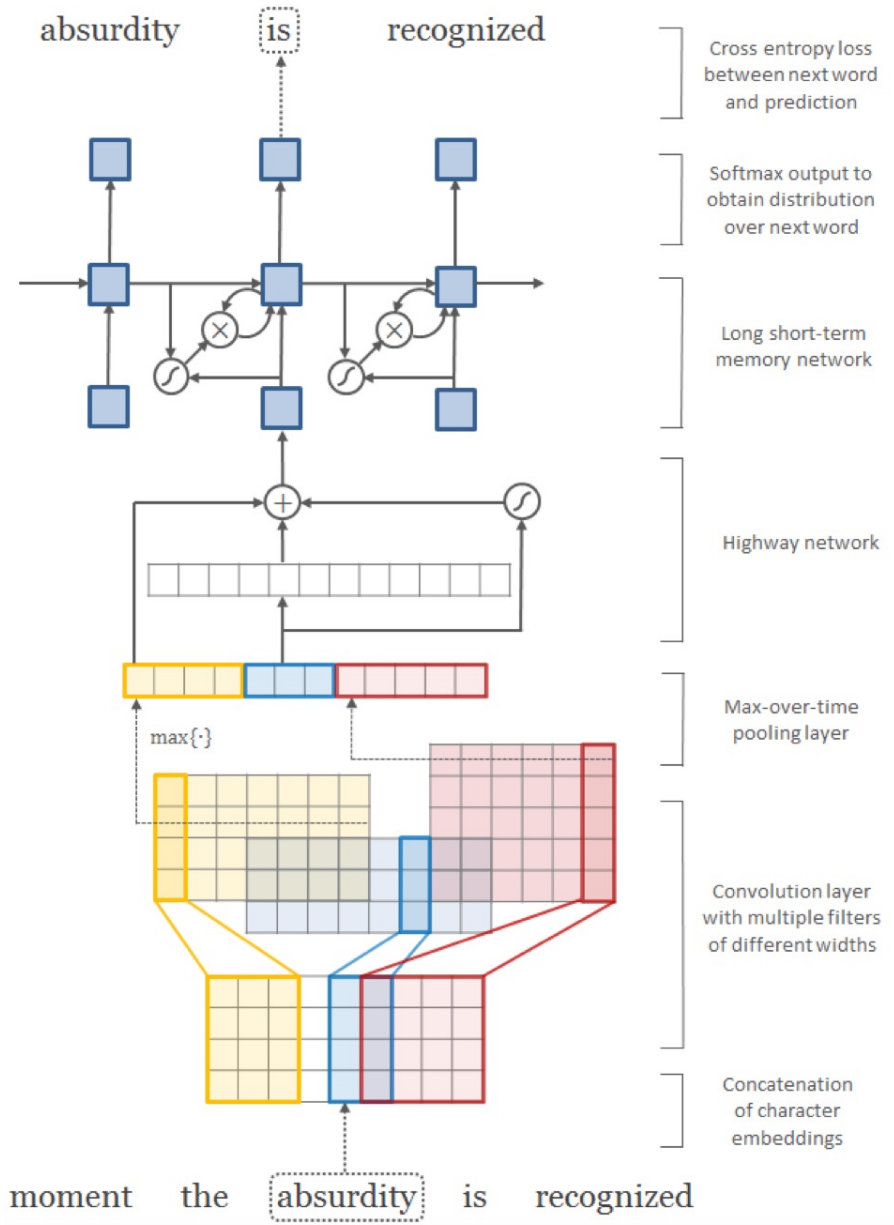 absurdity is recognized
Cross entropy loss
between next word
and prediction
Softmax output to
obtain distribution
over next word
Long short-term
memory network
×
×
+
Highway network
Max-over-time
pooling layer
max{·}
Convolution layer
with multiple filters
of different widths
Concatenation
of character
embeddings
moment the absurdity is recognized